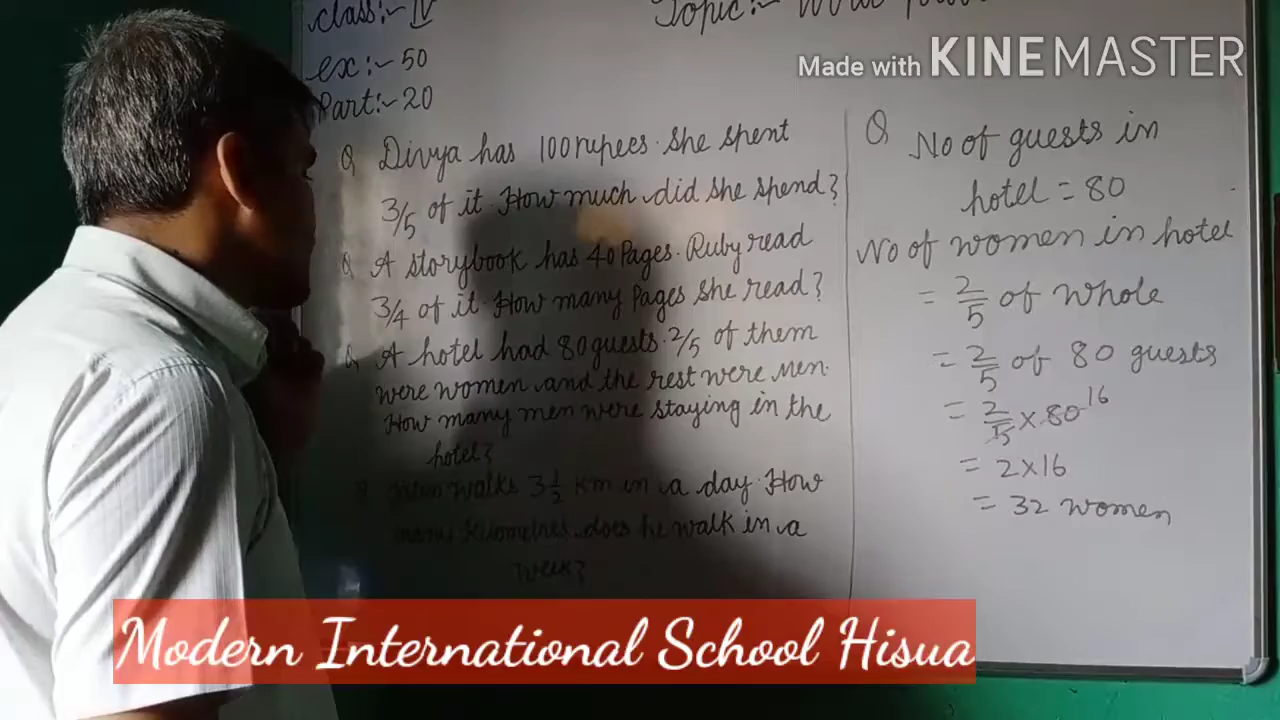 class:- IV
ex:- 50
Part:- 20
Topic:-
Made with KINEMASTER
Q Divya has 100 rupees. She spent
3/5 of it. How much did she spend?
Q A storybook has 40 Pages. Ruby read
3/4 of it. How many Pages she read?
Q A hotel had 80 guests. 2/5 of them
were women and the rest were Men.
How many men were staying in the
hotel?
walks 3 1/2 Km in a day. How
many Kilometres does he walk in a
week?
Q No of guests in
hotel = 80
No of women in hotel
= 2/5 of whole
= 2/5 of 80 guests
= 2/5 × 80 16
= 2×16
= 32 women
Modern International School Hisua